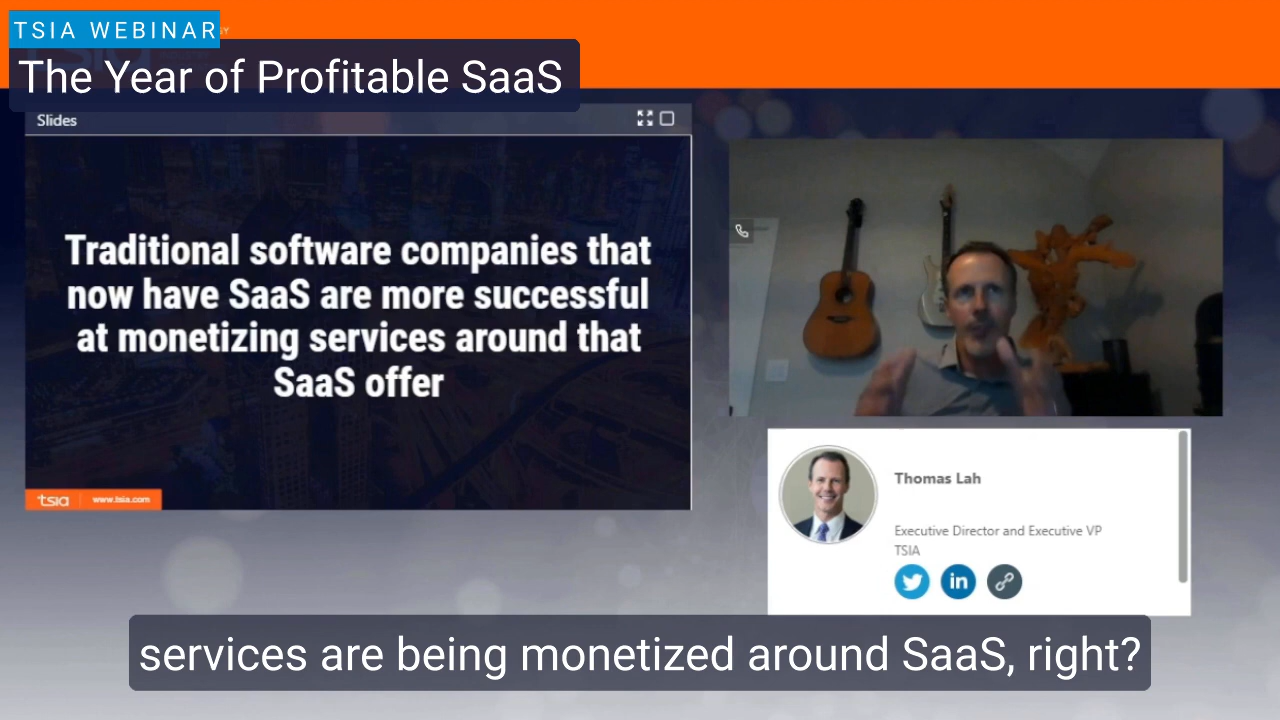 TSIA WEBINAR
The Year of Profitable SaaS
Slides
Traditional software companies that
now have SaaS are more successful
at monetizing services around that
SaaS offer
tsia
www.tsia.com
Thomas Lah
Executive Director and Executive VP
TSIA
in
services are being monetized around SaaS, right?